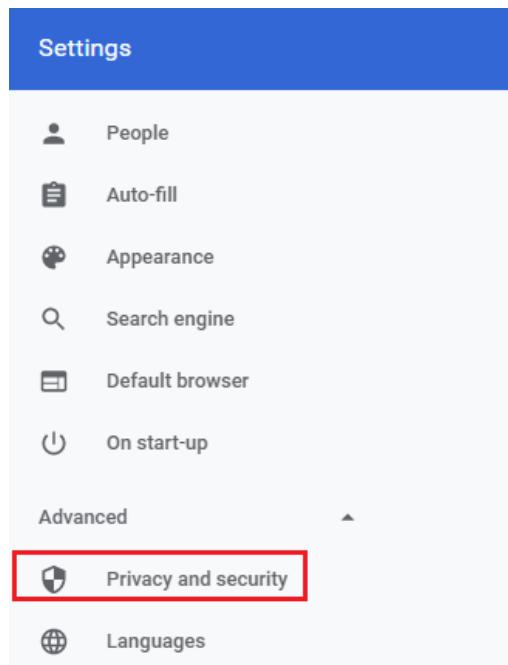 Settings
People
Auto-fill
Appearance
Search engine
Default browser
On start-up
Advanced
Privacy and security
Languages